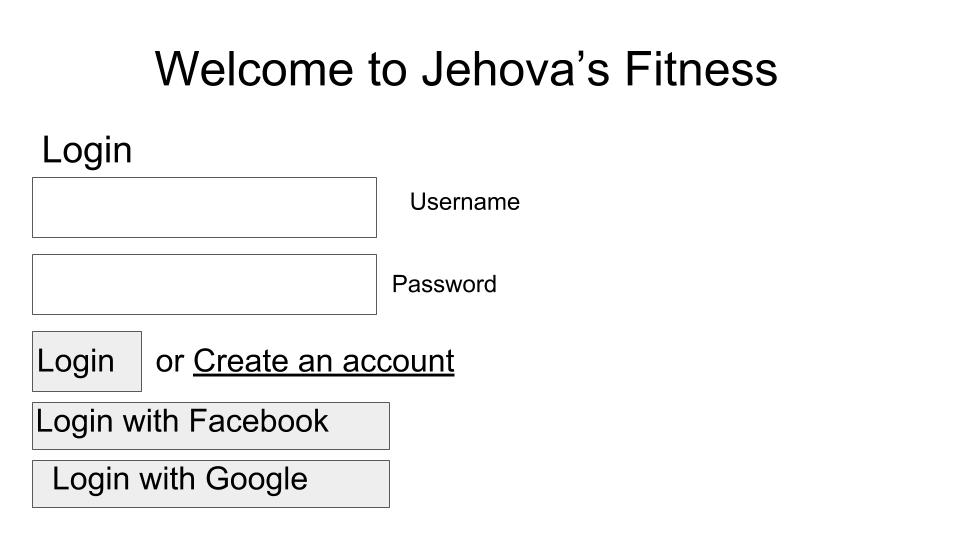 Welcome to Jehova’s Fitness
Login
Username
Password
Login or Create an account
Login with Facebook
Login with Google